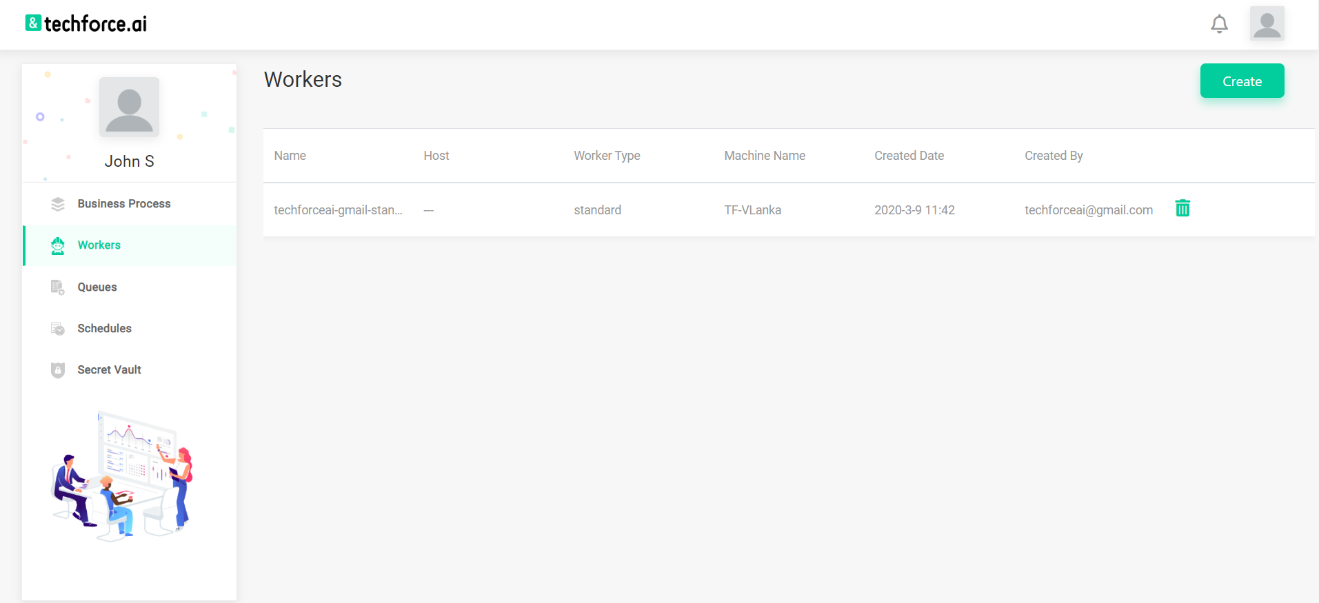 & techforce.ai
Workers
Create
John S
Business Process
Workers
Queues
Schedules
Secret Vault
Name Host Worker Type Machine Name Created Date Created By
techforceai-gmail-stan... — standard TF-VLanka 2020-3-9 11:42 techforceai@gmail.com